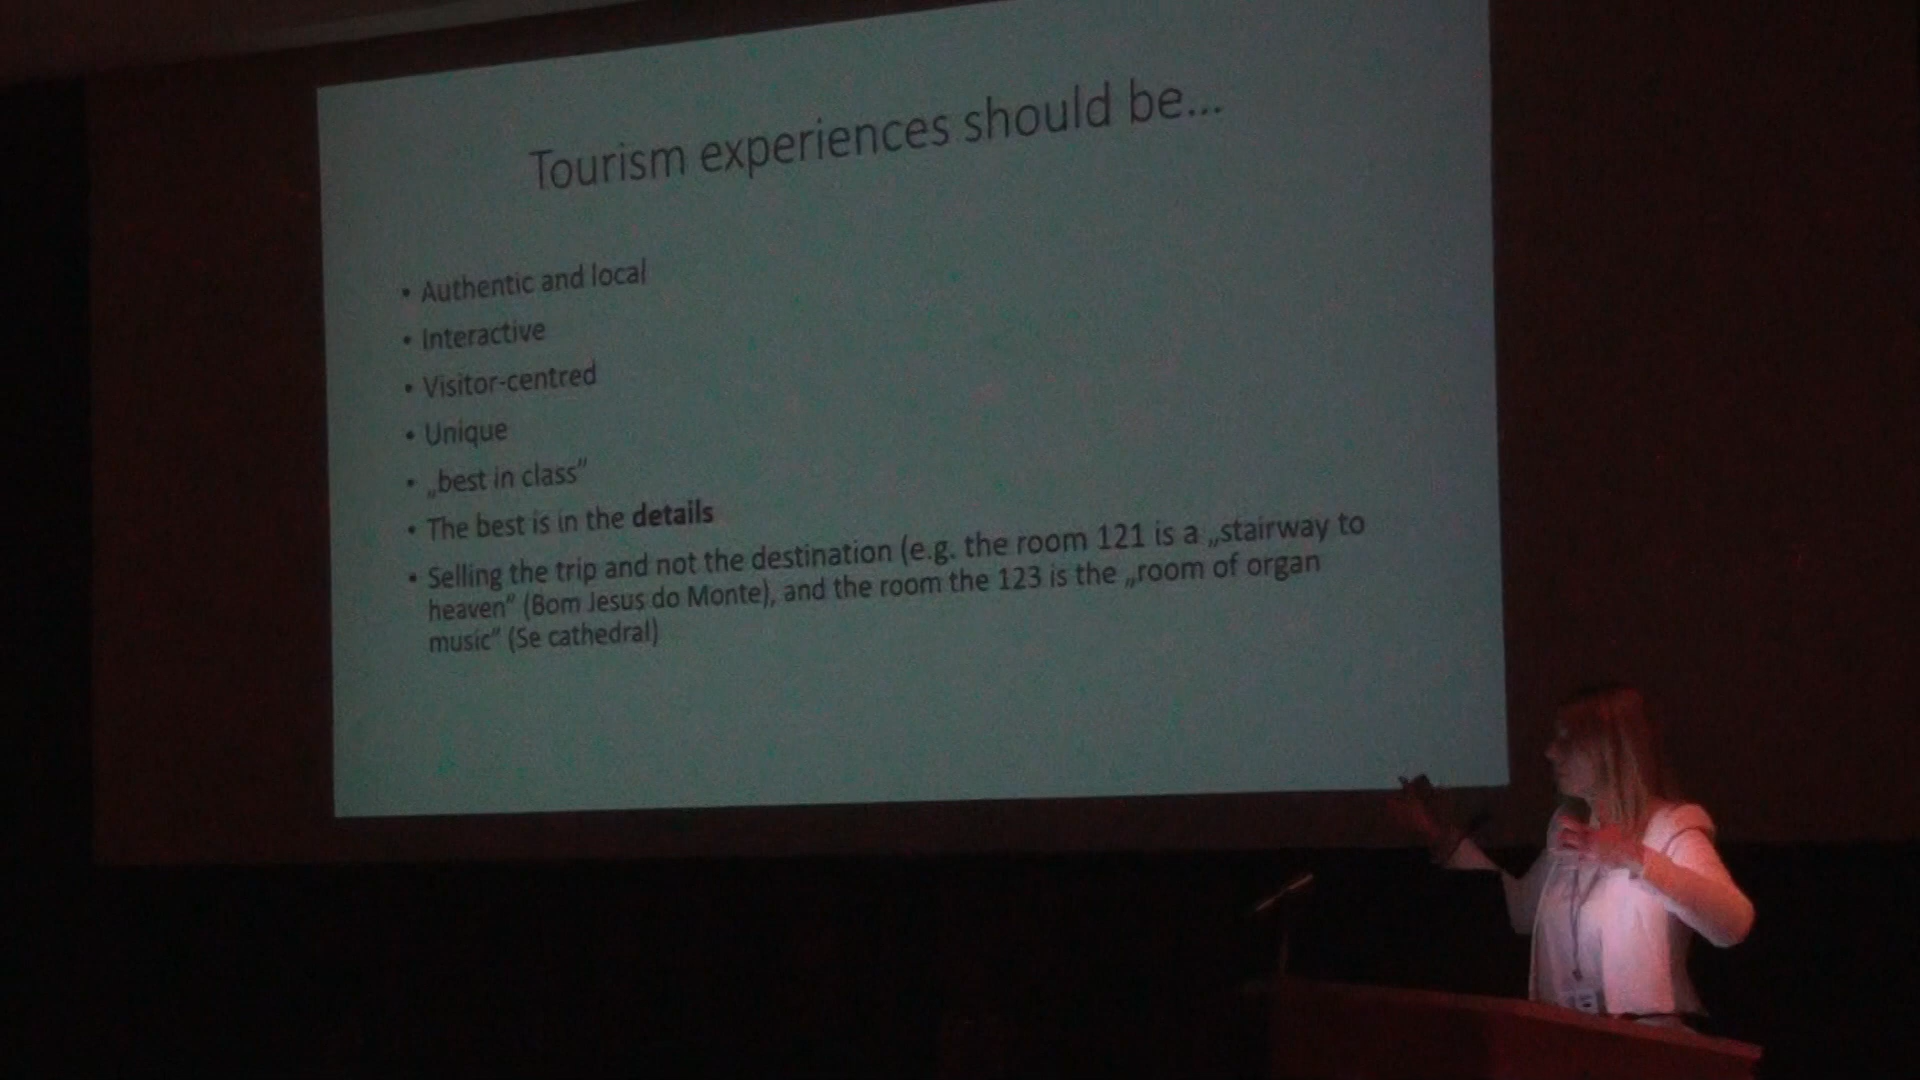 Tourism experiences should be...
• Authentic and local
• Interactive
• Visitor-centred
• Unique
• „best in class”
• The best is in the details
• Selling the trip and not the destination (e.g. the room 121 is a „stairway to
heaven” (Bom Jesus do Monte), and the room the 123 is the „room of organ
music” (Se cathedral)